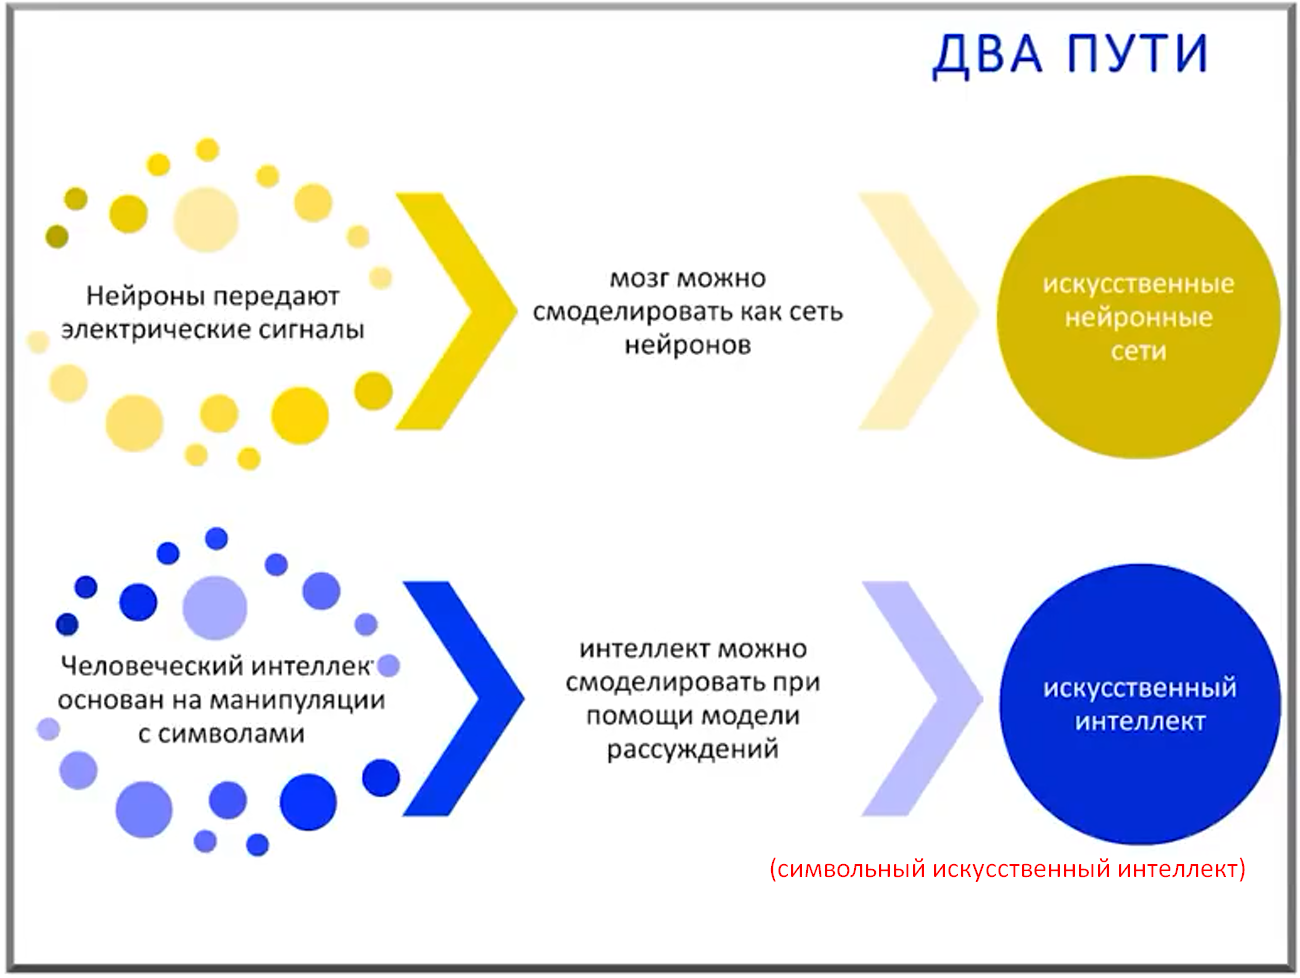 ДВА ПУТИ
Нейроны передают
электрические сигналы
мозг можно
смоделировать как сеть
нейронов
искусственные
нейронные
сети
Человеческий интеллек
основан на манипуляции
с символами
интеллект можно
смоделировать при
помощи модели
рассуждений
искусственный
интеллект
(символьный искусственный интеллект)